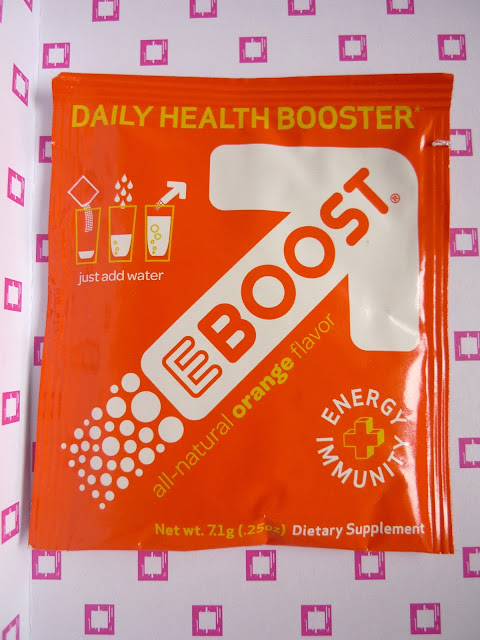 DAILY HEALTH BOOSTER*
just add water
EBOOST®
all-natural orange flavor
ENERGY
IMMUNITY
Net wt. 7.1g (.25oz) Dietary Supplement